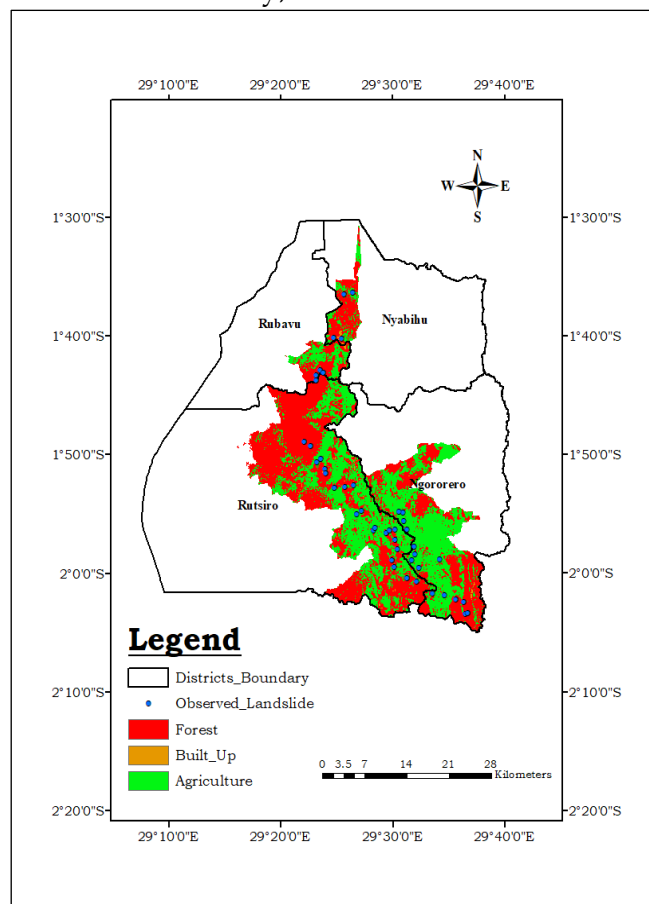 y,
29°10'0"E 29°20'0"E 29°30'0"E 29°40'0"E
N
W E
S
1°30'0"S 1°30'0"S
Rubavu Nyabihu
1°40'0"S 1°40'0"S
1°50'0"S 1°50'0"S
Rutsiro Ngororero
2°0'0"S 2°0'0"S
Legend
Districts_Boundary
2°10'0"S 2°10'0"S
Observed_Landslide
Forest
Built_Up
0 3.5 7 14 21 28
Kilometers
Agriculture
2°20'0"S 2°20'0"S
29°10'0"E 29°20'0"E 29°30'0"E 29°40'0"E